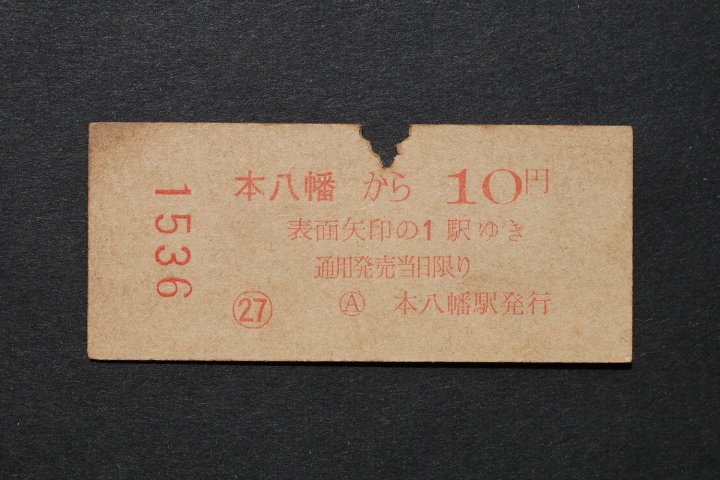 1536
本八幡 から 10円
表面矢印の1駅ゆき
通用発売当日限り
㉗ Ⓐ 本八幡駅発行